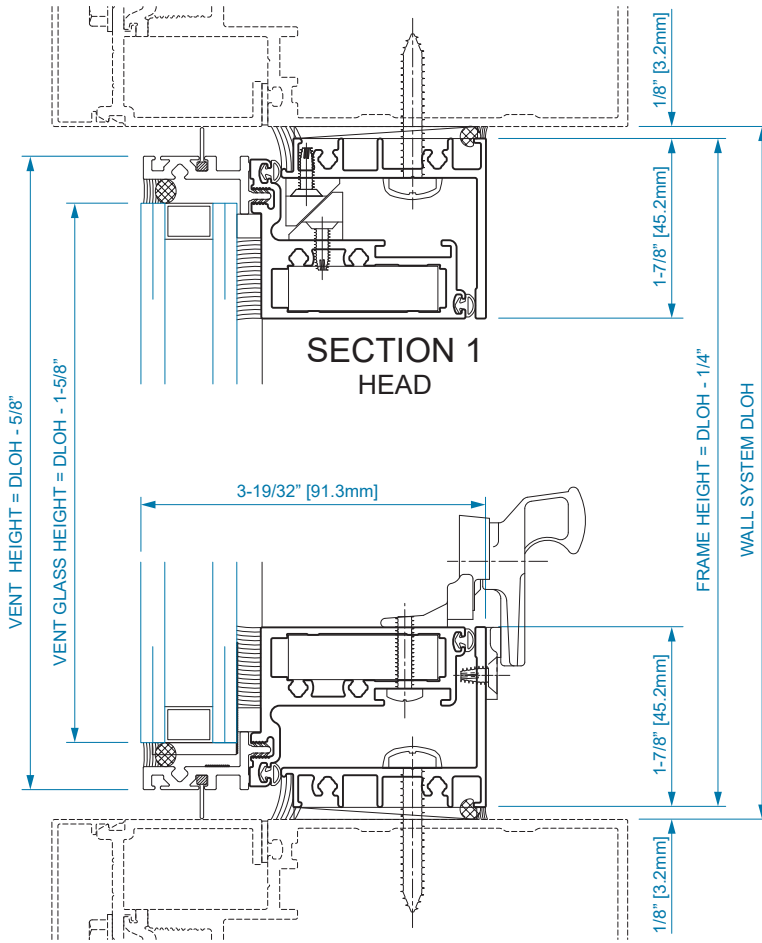 1/8” [3.2mm]
1-7/8” [45.2mm]
SECTION 1
HEAD
VENT HEIGHT = DLOH - 5/8”
VENT GLASS HEIGHT = DLOH - 1-5/8”
FRAME HEIGHT = DLOH - 1/4”
WALL SYSTEM DLOH
3-19/32” [91.3mm]
1-7/8” [45.2mm]
1/8” [3.2mm]